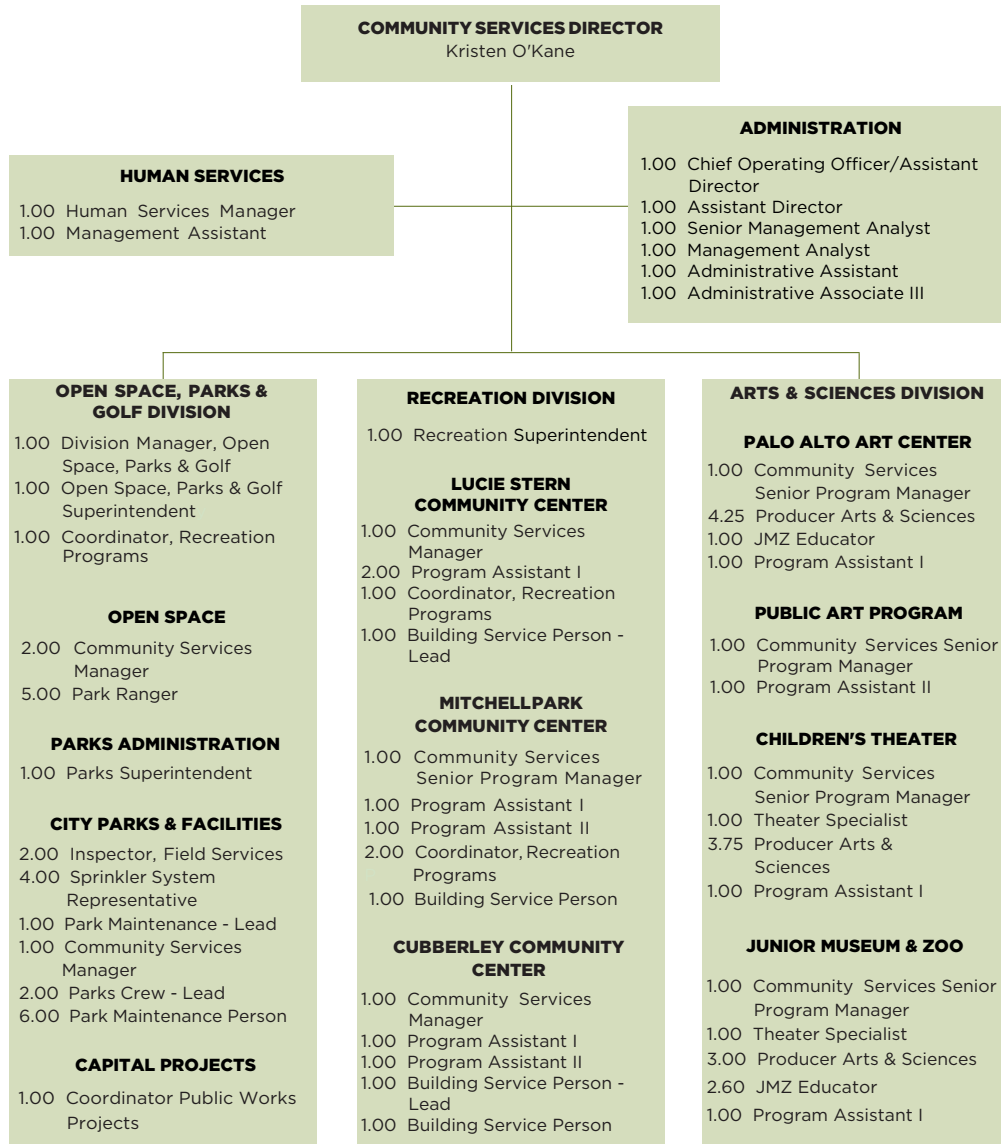 COMMUNITY SERVICES DIRECTOR
Kristen O'Kane
HUMAN SERVICES
1.00 Human Services Manager
1.00 Management Assistant
ADMINISTRATION
1.00 Chief Operating Officer/Assistant
Director
1.00 Assistant Director
1.00 Senior Management Analyst
1.00 Management Analyst
1.00 Administrative Assistant
1.00 Administrative Associate III
OPEN SPACE, PARKS &
GOLF DIVISION
1.00 Division Manager, Open
Space, Parks & Golf
1.00 Open Space, Parks & Golf
Superintendent
1.00 Coordinator, Recreation
Programs
OPEN SPACE
2.00 Community Services
Manager
5.00 Park Ranger
PARKS ADMINISTRATION
1.00 Parks Superintendent
CITY PARKS & FACILITIES
2.00 Inspector, Field Services
4.00 Sprinkler System
Representative
1.00 Park Maintenance - Lead
1.00 Community Services
Manager
2.00 Parks Crew - Lead
6.00 Park Maintenance Person
CAPITAL PROJECTS
1.00 Coordinator Public Works
Projects
RECREATION DIVISION
1.00 Recreation Superintendent
LUCIE STERN
COMMUNITY CENTER
1.00 Community Services
Manager
2.00 Program Assistant I
1.00 Coordinator, Recreation
Programs
1.00 Building Service Person -
Lead
MITCHELLPARK
COMMUNITY CENTER
1.00 Community Services
Senior Program Manager
1.00 Program Assistant I
1.00 Program Assistant II
2.00 Coordinator, Recreation
Programs
1.00 Building Service Person
CUBBERLEY COMMUNITY
CENTER
1.00 Community Services
Manager
1.00 Program Assistant I
1.00 Program Assistant II
1.00 Building Service Person -
Lead
1.00 Building Service Person
ARTS & SCIENCES DIVISION
PALO ALTO ART CENTER
1.00 Community Services
Senior Program Manager
4.25 Producer Arts & Sciences
1.00 JMZ Educator
1.00 Program Assistant I
PUBLIC ART PROGRAM
1.00 Community Services Senior
Program Manager
1.00 Program Assistant II
CHILDREN'S THEATER
1.00 Community Services
Senior Program Manager
1.00 Theater Specialist
3.75 Producer Arts &
Sciences
1.00 Program Assistant I
JUNIOR MUSEUM & ZOO
1.00 Community Services Senior
Program Manager
1.00 Theater Specialist
3.00 Producer Arts & Sciences
2.60 JMZ Educator
1.00 Program Assistant I